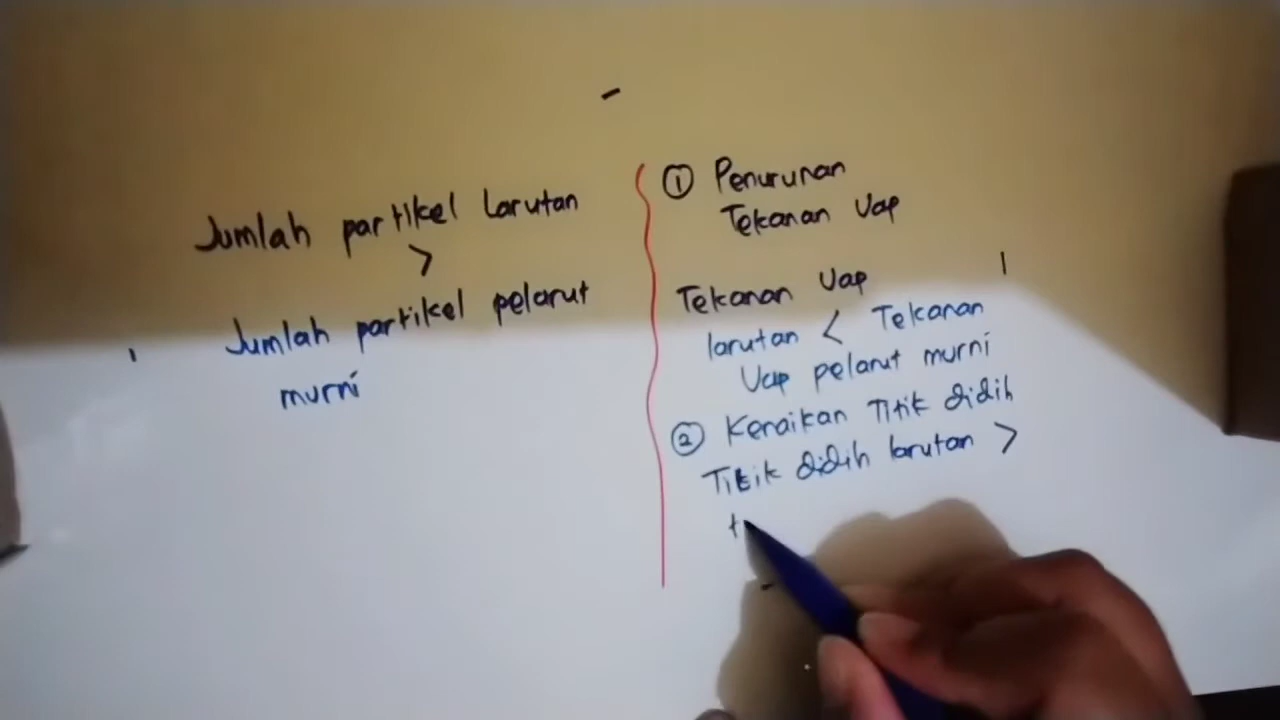 Jumlah partikel Larutan
>
Jumlah partikel pelarut
murni
① Penurunan
Tekanan Uap
Tekanan Uap
larutan < Tekanan
Uap pelarut murni
② Kenaikan Titik didih
Titik didih larutan >
t